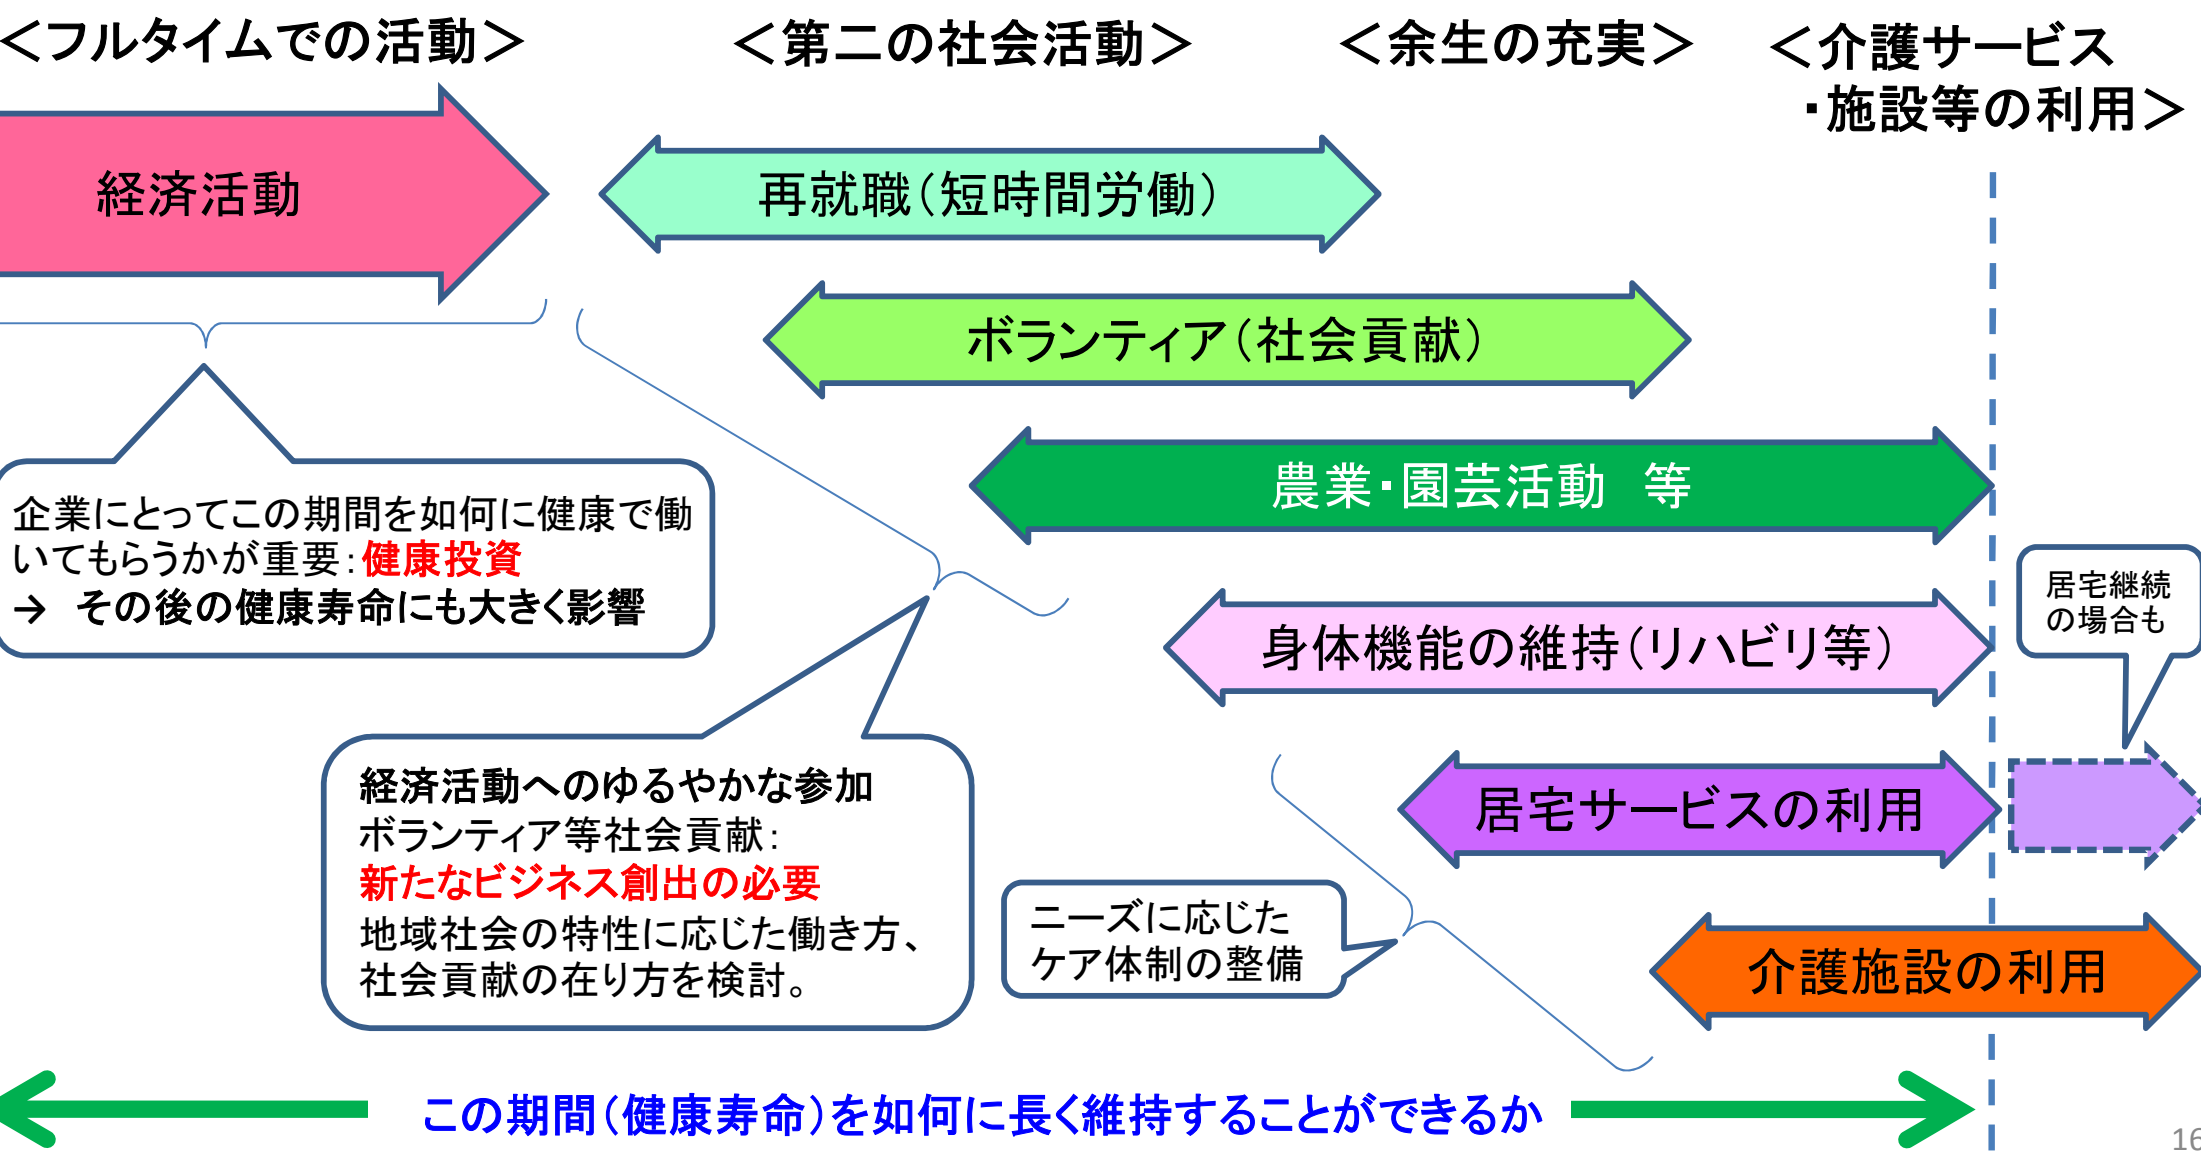 ＜フルタイムでの活動＞
＜第二の社会活動＞
＜余生の充実＞
＜介護サービス
・施設等の利用＞
経済活動
再就職（短時間労働）
ボランティア（社会貢献）
農業・園芸活動　等
企業にとってこの期間を如何に健康で働
いてもらうかが重要：健康投資
→　その後の健康寿命にも大きく影響
居宅継続
の場合も
身体機能の維持（リハビリ等）
経済活動へのゆるやかな参加
ボランティア等社会貢献：
新たなビジネス創出の必要
地域社会の特性に応じた働き方、
社会貢献の在り方を検討。
居宅サービスの利用
ニーズに応じた
ケア体制の整備
介護施設の利用
この期間（健康寿命）を如何に長く維持することができるか
16